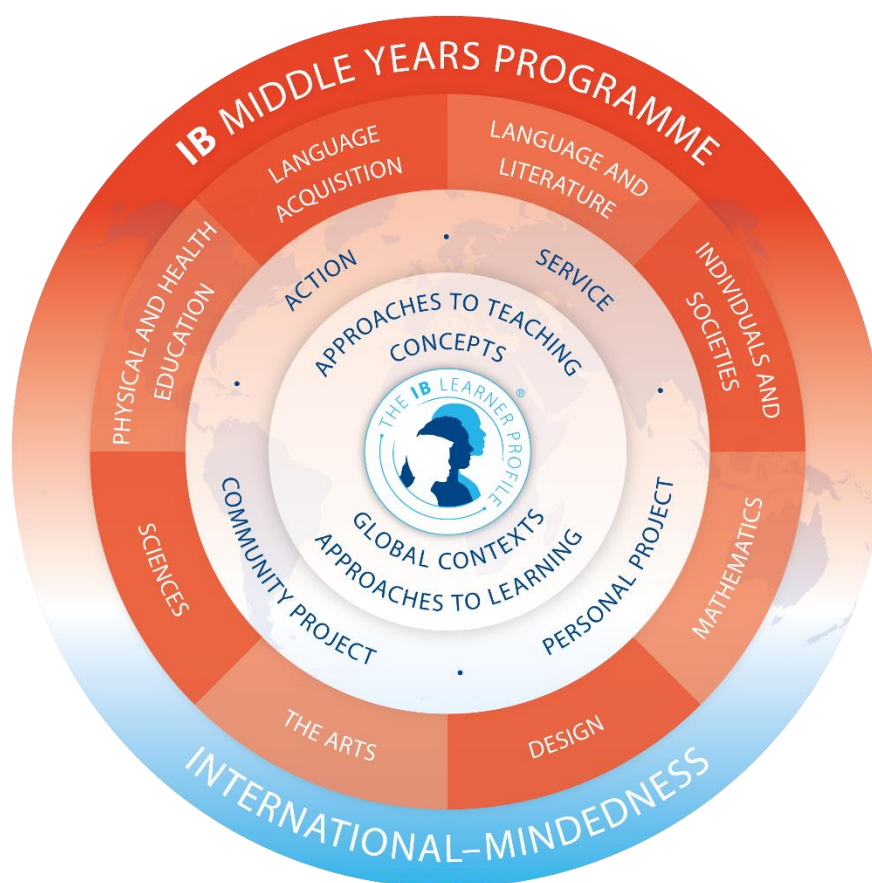 IB MIDDLE YEARS PROGRAMME
LANGUAGE
ACQUISITION
LANGUAGE AND
LITERATURE
INDIVIDUALS AND
SOCIETIES
MATHEMATICS
DESIGN
THE ARTS
SCIENCES
PHYSICAL AND HEALTH
EDUCATION
ACTION
•
SERVICE
•
PERSONAL PROJECT
•
COMMUNITY PROJECT
•
APPROACHES TO TEACHING
CONCEPTS
• THE IB LEARNER PROFILE •
®
GLOBAL CONTEXTS
APPROACHES TO LEARNING
INTERNATIONAL–MINDEDNESS